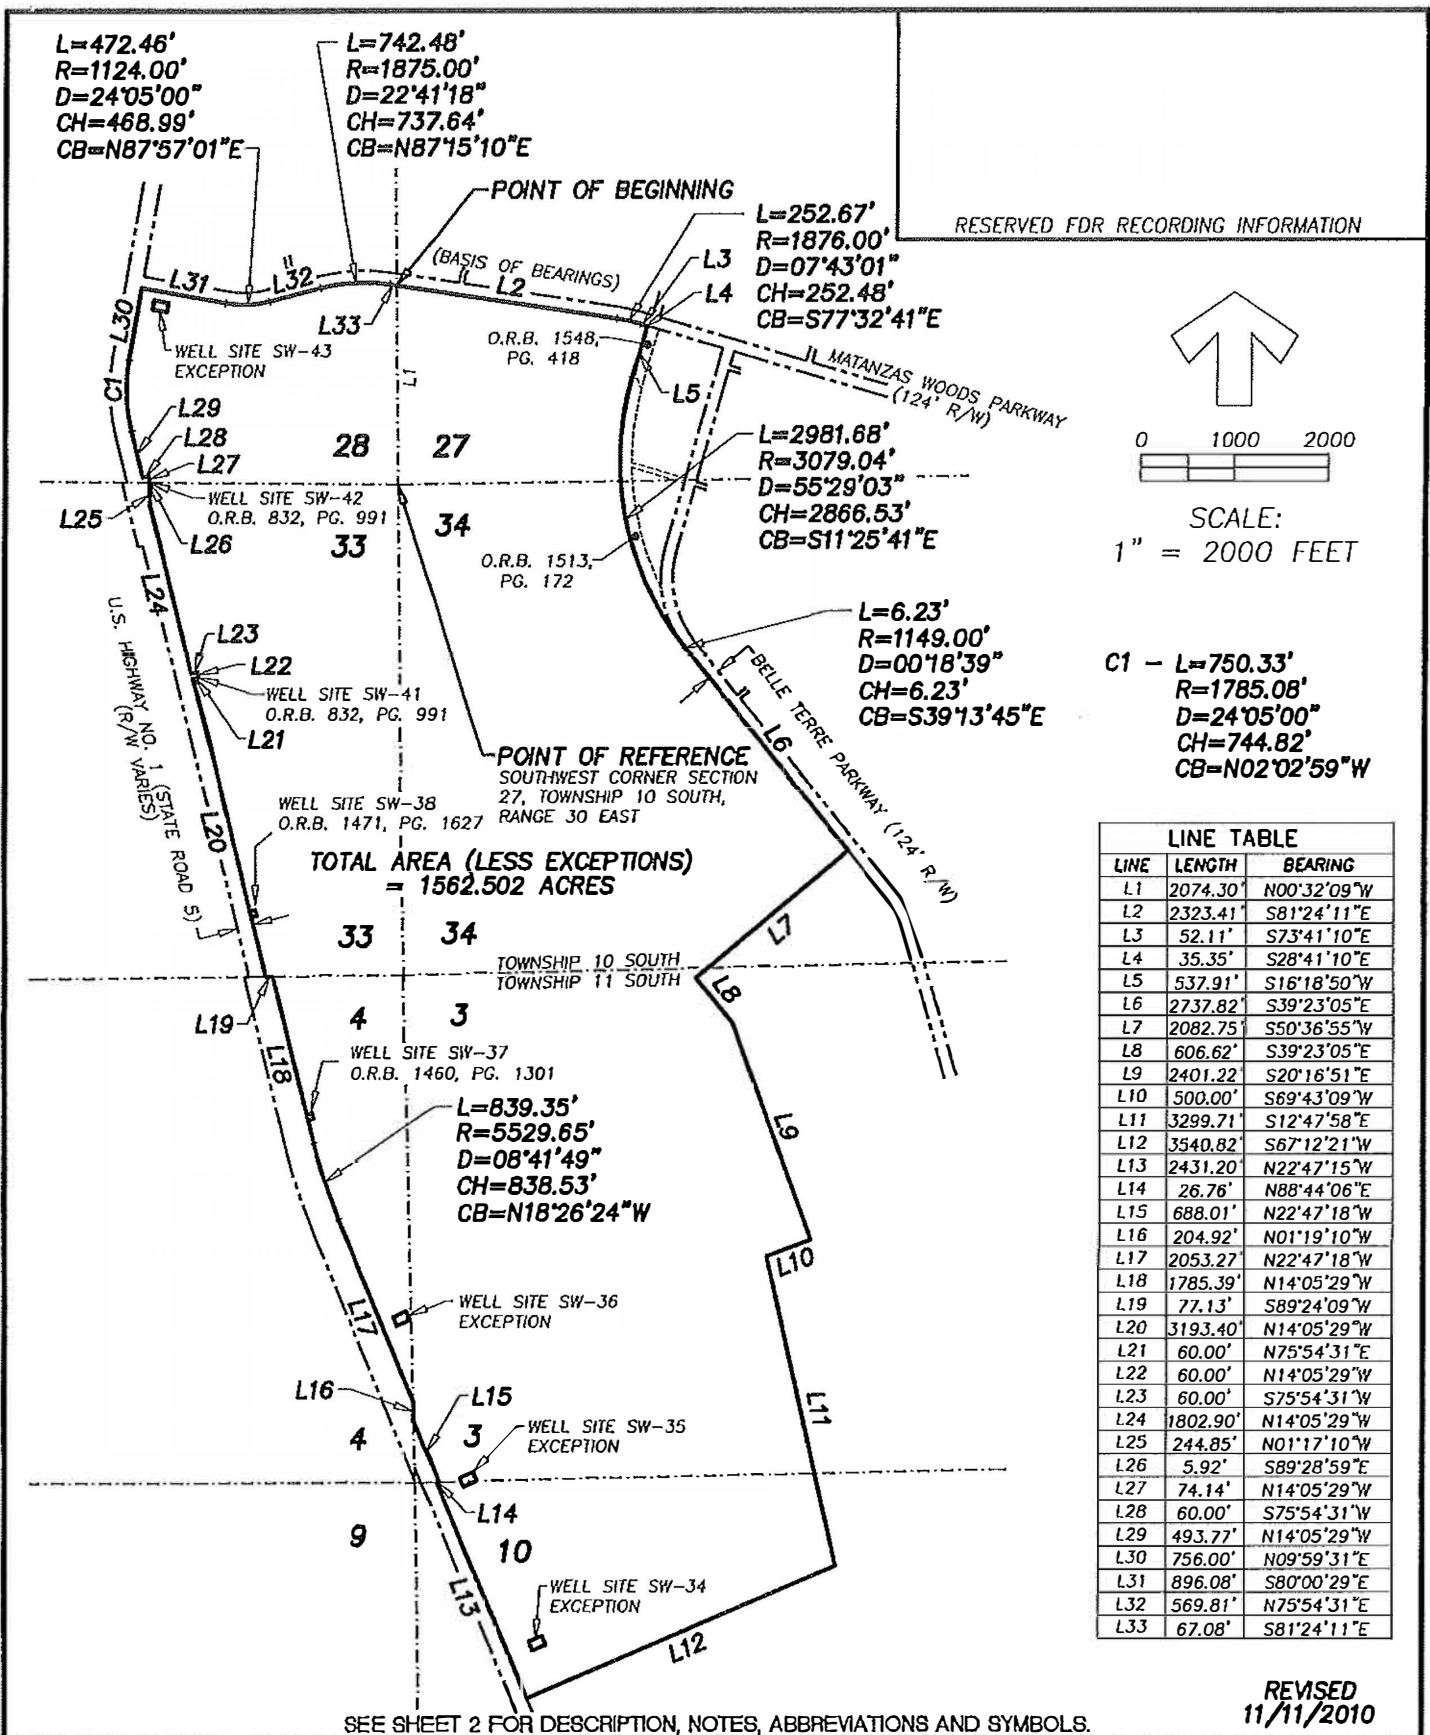 L=472.46'
R=1124.00'
D=24°05'00"
CH=468.99'
CB=N87°57'01"E
L=742.48'
R=1875.00'
D=22°41'18"
CH=737.64'
CB=N87°15'10"E
POINT OF BEGINNING
RESERVED FDR RECORDING INFORMATION
L=252.67'
R=1876.00'
D=07°43'01"
CH=252.48'
CB=S77°32'41"E
(BASIS OF BEARINGS)
L2
L3
L4
L31
L32
L33
L30
WELL SITE SW-43
EXCEPTION
O.R.B. 1548,
PG. 418
L1
L5
MATANZAS WOODS PARKWAY
(124' R/W)
C1
L29
L28
L27
28
27
L=2981.68'
R=3079.04'
D=55°29'03"
CH=2866.53'
CB=S11°25'41"E
0 1000 2000
SCALE:
1" = 2000 FEET
WELL SITE SW-42
O.R.B. 832, PG. 991
L25
L26
33
34
O.R.B. 1513,
PG. 172
L24
U.S. HIGHWAY NO. 1 (STATE ROAD 5)
(R/W VARIES)
L23
L22
WELL SITE SW-41
O.R.B. 832, PG. 991
L21
L=6.23'
R=1149.00'
D=00°18'39"
CH=6.23'
CB=S39°13'45"E
C1 - L=750.33'
R=1785.08'
D=24°05'00"
CH=744.82'
CB=N02°02'59"W
BELLE TERRE PARKWAY (124' R/W)
L6
POINT OF REFERENCE
SOUTHWEST CORNER SECTION
27, TOWNSHIP 10 SOUTH,
RANGE 30 EAST
WELL SITE SW-38
O.R.B. 1471, PG. 1627
L20
TOTAL AREA (LESS EXCEPTIONS)
= 1562.502 ACRES
33
34
L7
TOWNSHIP 10 SOUTH
TOWNSHIP 11 SOUTH
L8
L19
4
3
L18
WELL SITE SW-37
O.R.B. 1460, PG. 1301
L=839.35'
R=5529.65'
D=08°41'49"
CH=838.53'
CB=N18°26'24"W
L9
L10
L17
WELL SITE SW-36
EXCEPTION
L16
L15
4
3
WELL SITE SW-35
EXCEPTION
L11
L14
9
10
L13
WELL SITE SW-34
EXCEPTION
L12
LINE TABLE
LINE LENGTH BEARING
L1 2074.30' N00°32'09"W
L2 2323.41' S81°24'11"E
L3 52.11' S73°41'10"E
L4 35.35' S28°41'10"E
L5 537.91' S16°18'50"W
L6 2737.82' S39°23'05"E
L7 2082.75' S50°36'55"W
L8 606.62' S39°23'05"E
L9 2401.22' S20°16'51"E
L10 500.00' S69°43'09"W
L11 3299.71' S12°47'58"E
L12 3540.82' S67°12'21"W
L13 2431.20' N22°47'15"W
L14 26.76' N88°44'06"E
L15 688.01' N22°47'18"W
L16 204.92' N01°19'10"W
L17 2053.27' N22°47'18"W
L18 1785.39' N14°05'29"W
L19 77.13' S89°24'09"W
L20 3193.40' N14°05'29"W
L21 60.00' N75°54'31"E
L22 60.00' N14°05'29"W
L23 60.00' S75°54'31"W
L24 1802.90' N14°05'29"W
L25 244.85' N01°17'10"W
L26 5.92' S89°28'59"E
L27 74.14' N14°05'29"W
L28 60.00' S75°54'31"W
L29 493.77' N14°05'29"W
L30 756.00' N09°59'31"E
L31 896.08' S80°00'29"E
L32 569.81' N75°54'31"E
L33 67.08' S81°24'11"E
REVISED
11/11/2010
SEE SHEET 2 FOR DESCRIPTION, NOTES, ABBREVIATIONS AND SYMBOLS.